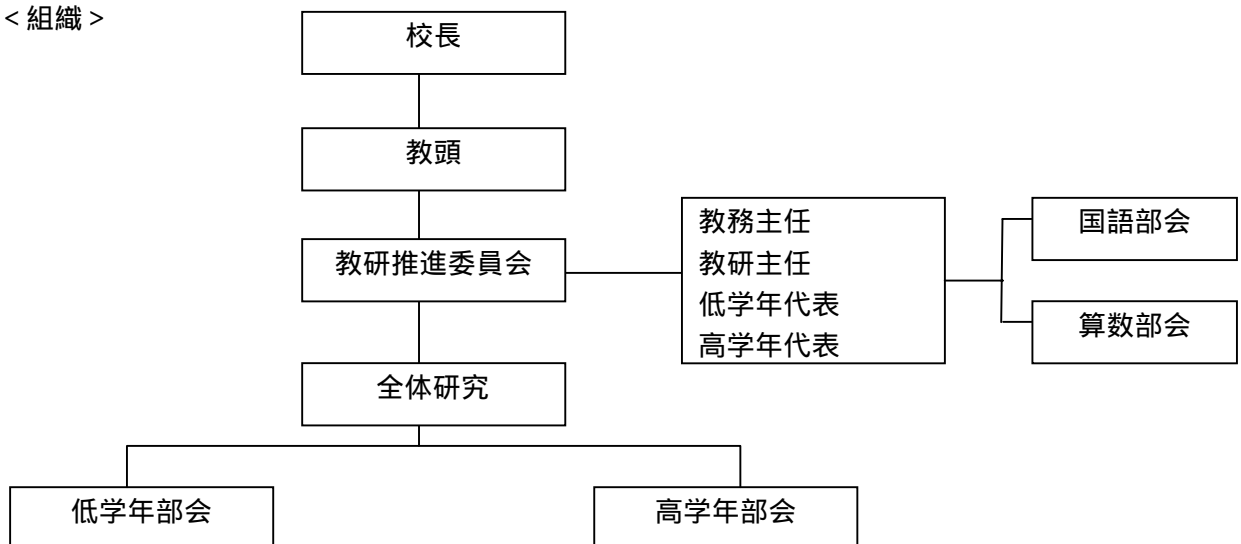 <組織>
校長
教頭
教研推進委員会
教務主任
教研主任
低学年代表
高学年代表
国語部会
算数部会
全体研究
低学年部会
高学年部会